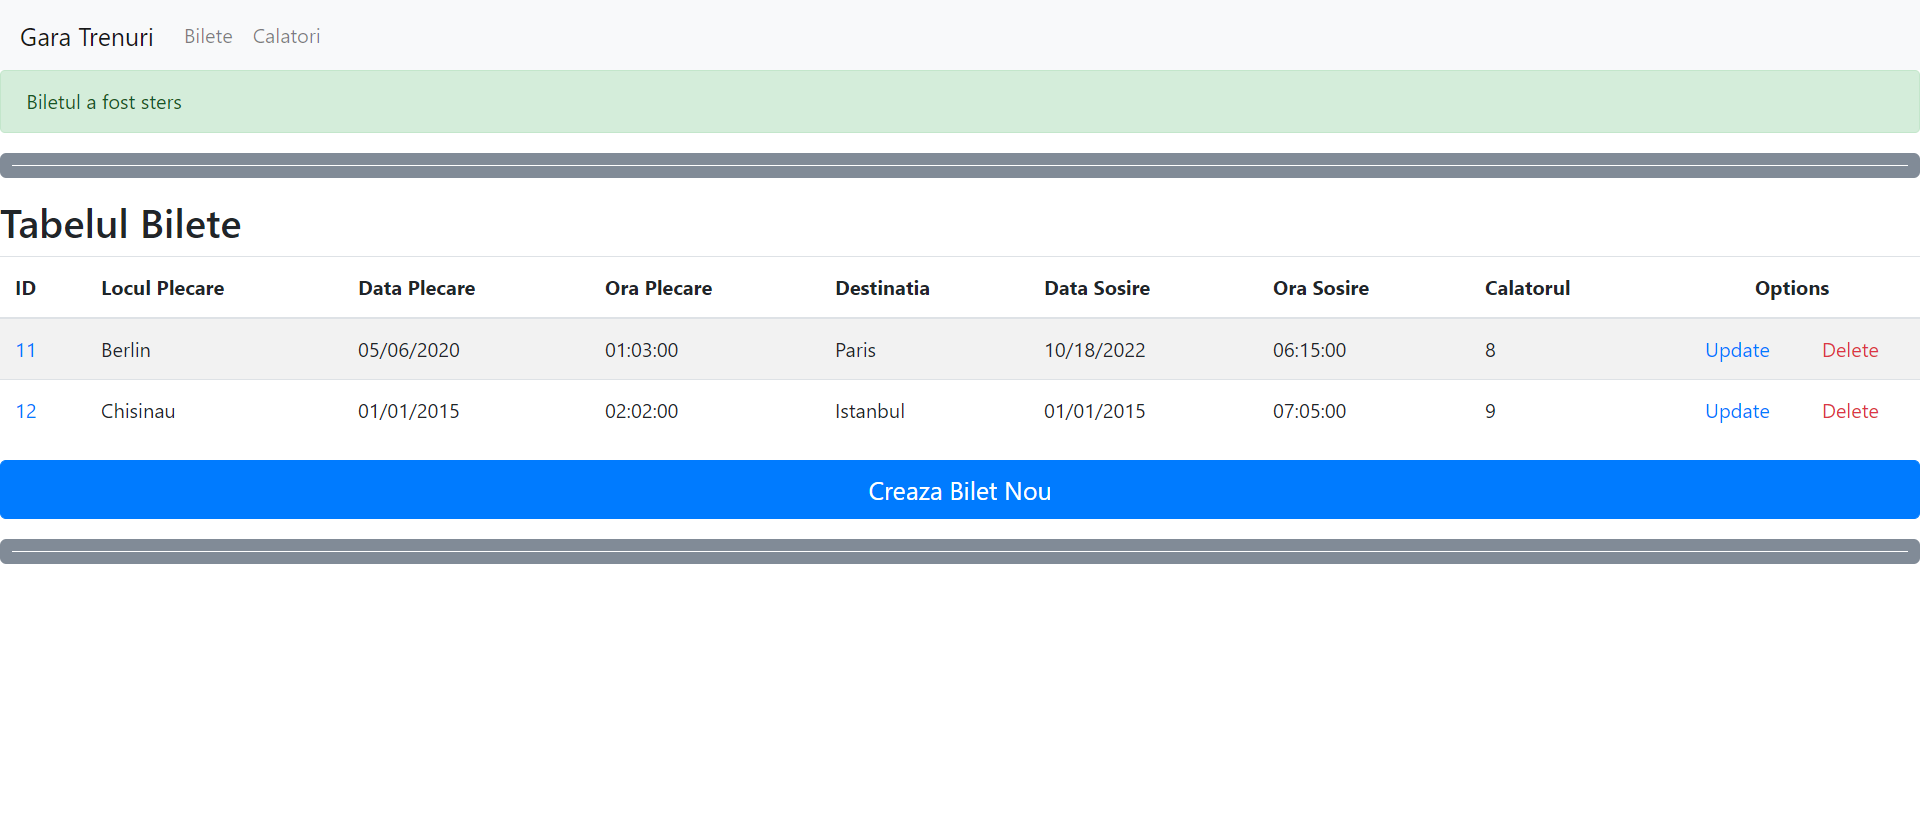 Gara Trenuri Bilete Calatori
Biletul a fost sters
Tabelul Bilete
ID Locul Plecare Data Plecare Ora Plecare Destinatia Data Sosire Ora Sosire Calatorul Options
11 Berlin 05/06/2020 01:03:00 Paris 10/18/2022 06:15:00 8 Update Delete
12 Chisinau 01/01/2015 02:02:00 Istanbul 01/01/2015 07:05:00 9 Update Delete
Creaza Bilet Nou